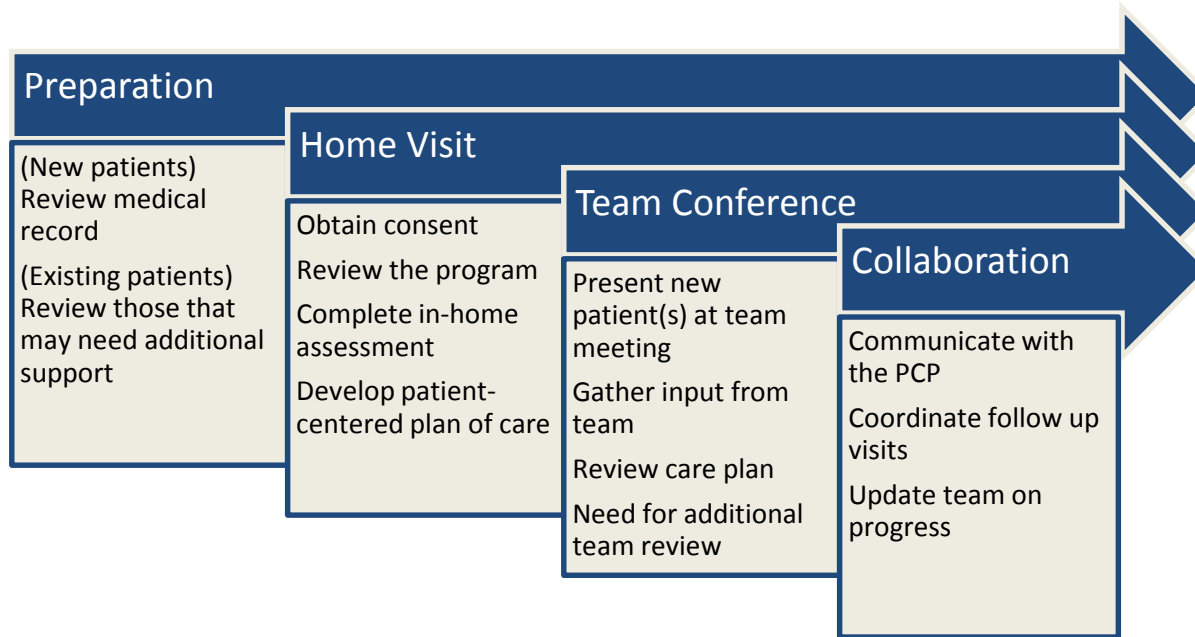 Preparation
(New patients)
Review medical
record
(Existing patients)
Review those that
may need additional
support
Home Visit
Obtain consent
Review the program
Complete in-home
assessment
Develop patient-
centered plan of care
Team Conference
Present new
patient(s) at team
meeting
Gather input from
team
Review care plan
Need for additional
team review
Collaboration
Communicate with
the PCP
Coordinate follow up
visits
Update team on
progress